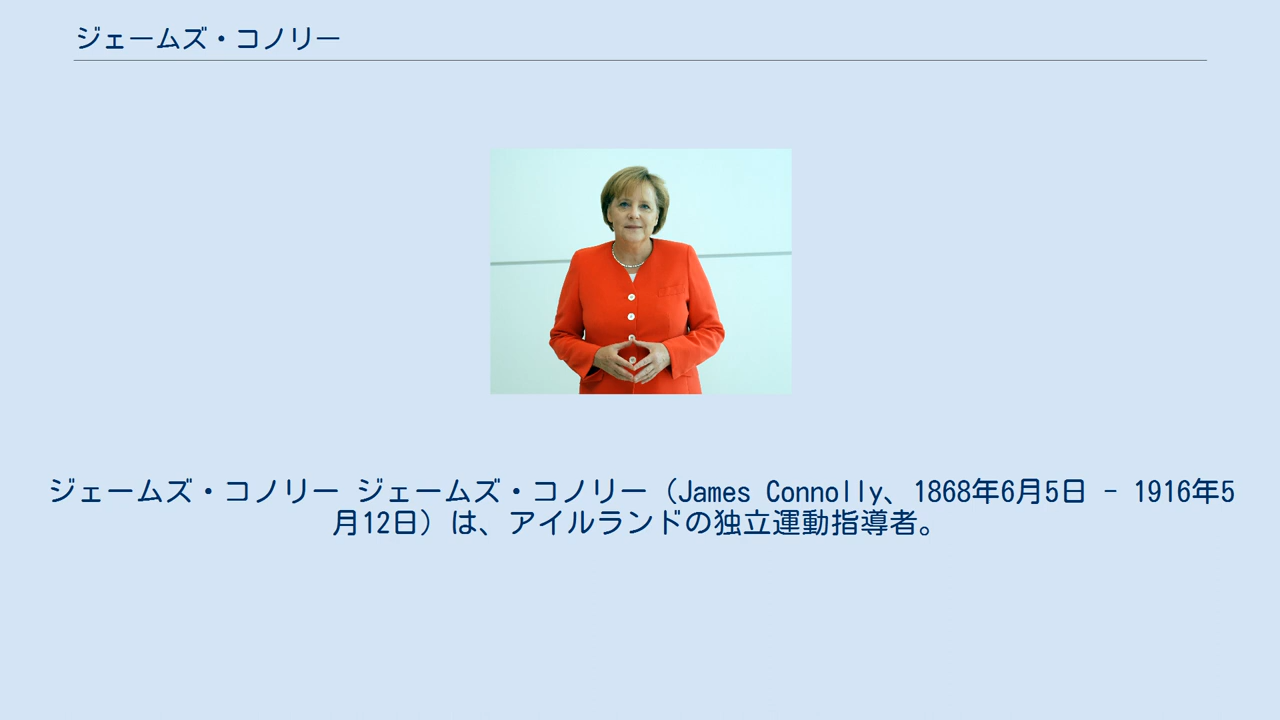 ジェームズ・コノリー
ジェームズ・コノリー ジェームズ・コノリー（James Connolly、1868年6月5日 - 1916年5
月12日）は、アイルランドの独立運動指導者。